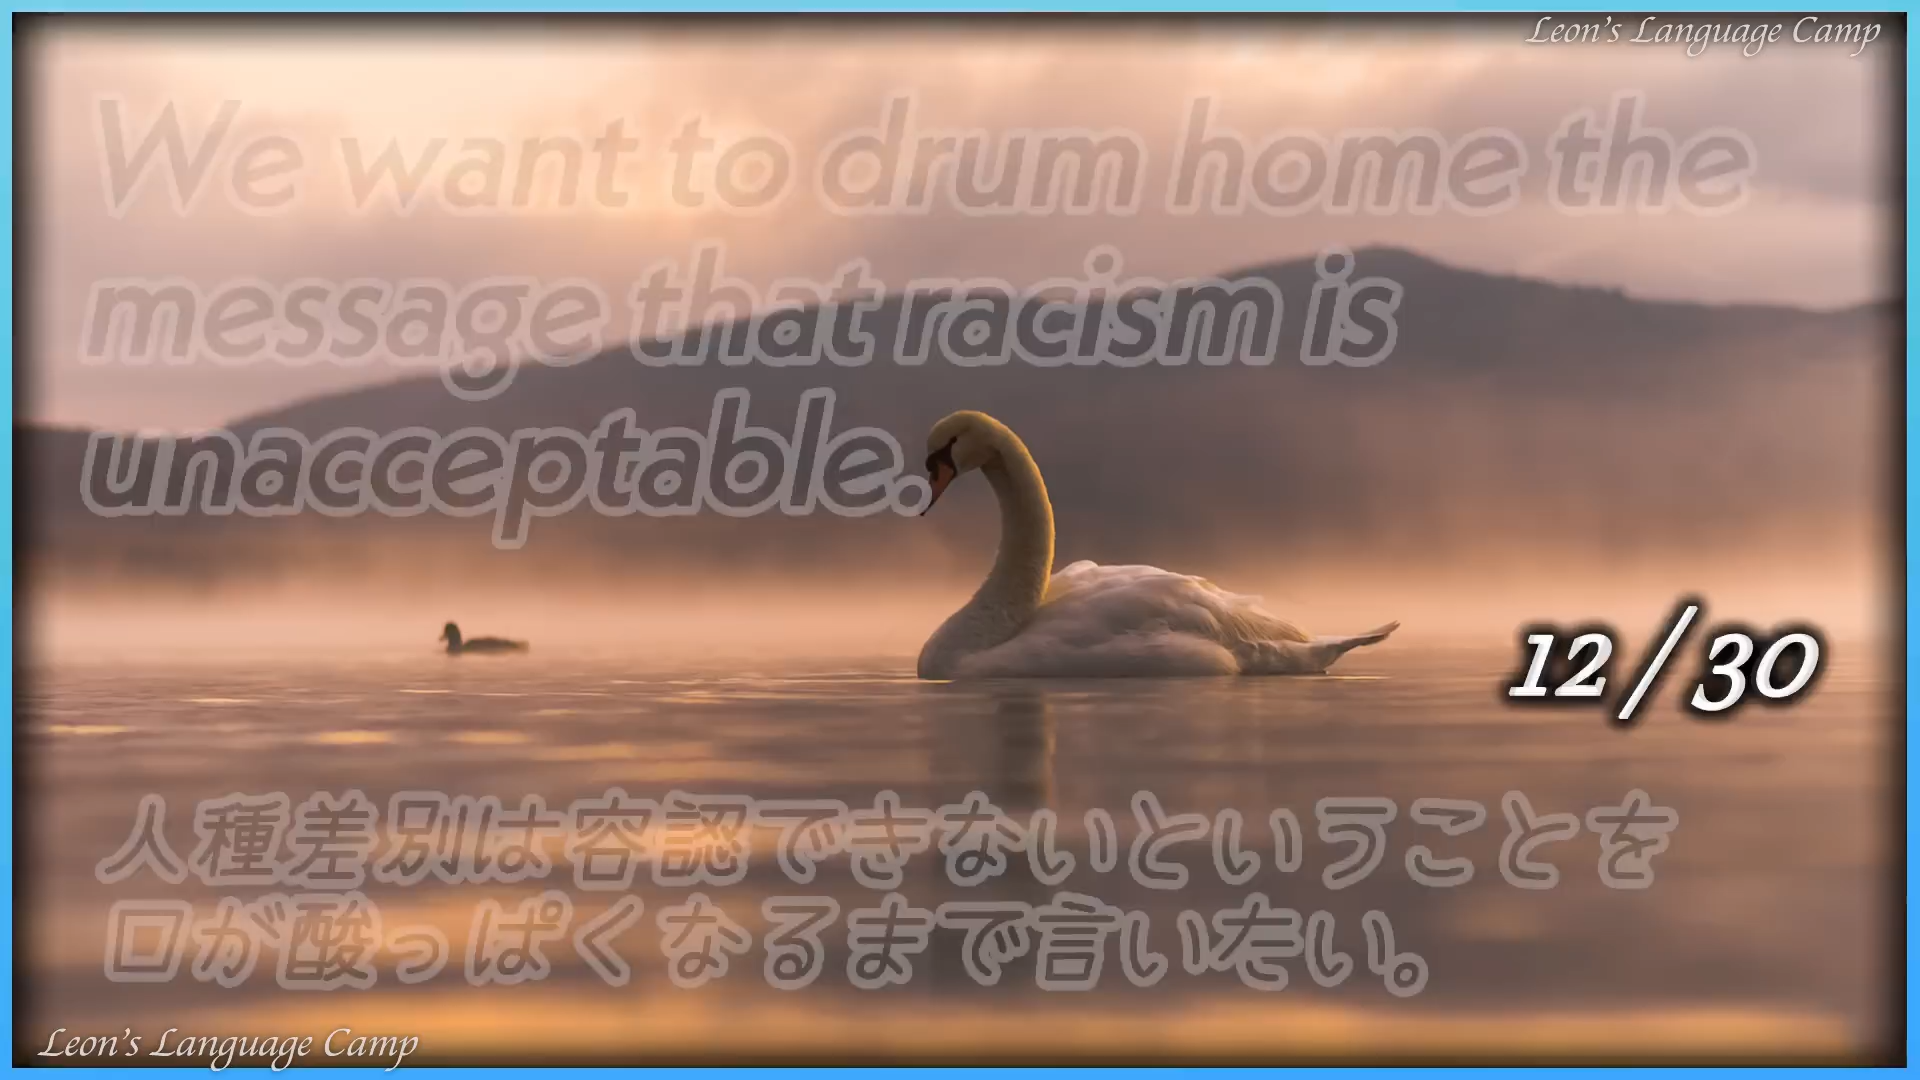 Leon's Language Camp
We want to drum home the
message that racism is
unacceptable.
12/30
人種差別は容認できないということを
口が酸っぱくなるまで言いたい。
Leon's Language Camp